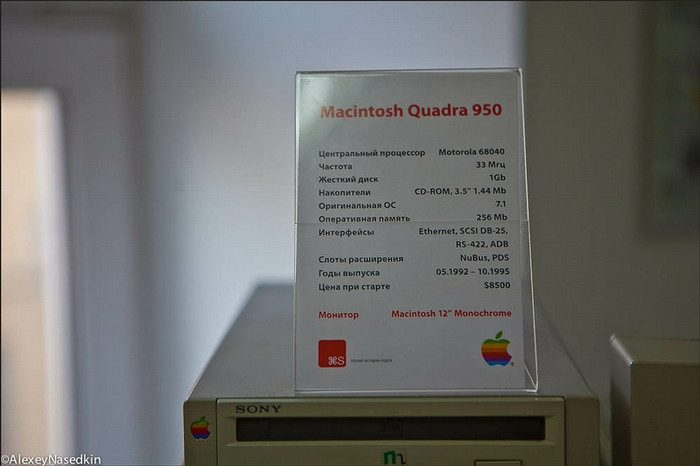 Macintosh Quadra 950
Центральный процессор Motorola 68040
Частота 33 Мгц
Жесткий диск 1Gb
Накопители CD-ROM, 3.5" 1.44 Mb
Оригинальная ОС 7.1
Оперативная память 256 Mb
Интерфейсы Ethernet, SCSI DB-25,
RS-422, ADB
Слоты расширения NuBus, PDS
Годы выпуска 05.1992 – 10.1995
Цена при старте $8500
Монитор Macintosh 12" Monochrome
⌘S
SONY
©AlexeyNasedkin